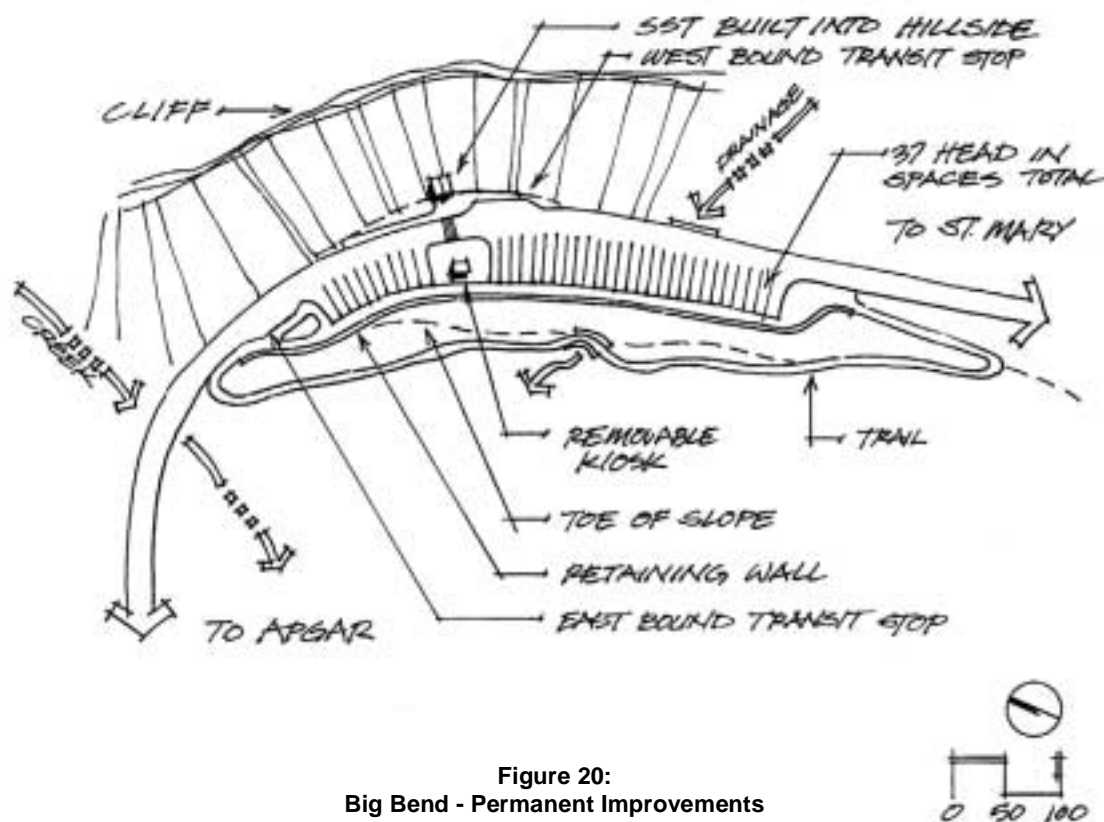 SST BUILT INTO HILLSIDE
WEST BOUND TRANSIT STOP
CLIFF
DRAINAGE
37 HEAD IN
SPACES TOTAL
TO ST. MARY
CREEK
REMOVABLE
KIOSK
TRAIL
TOE OF SLOPE
RETAINING WALL
EAST BOUND TRANSIT STOP
TO APGAR
0 50 100
Figure 20:
Big Bend - Permanent Improvements